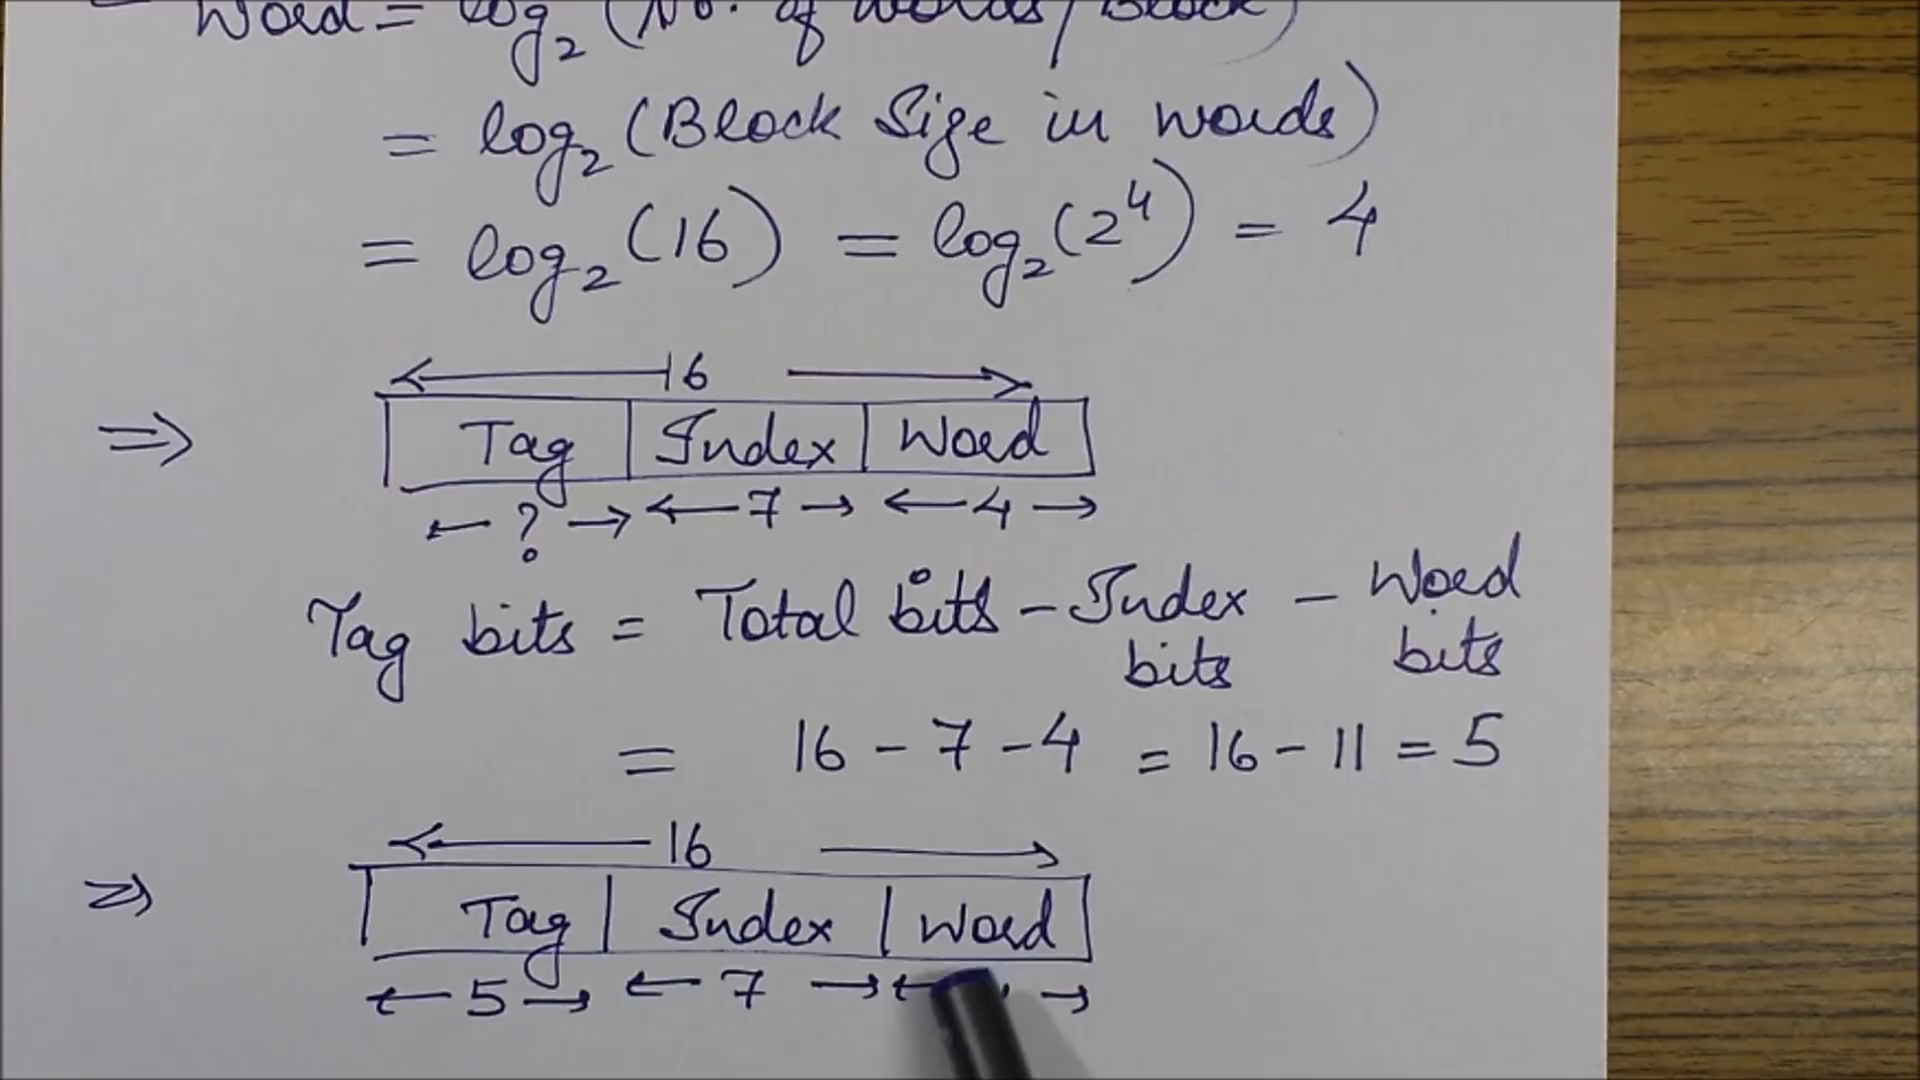 Word = log₂ (No. of words/Block)
= log₂ (Block Size in words)
= log₂ (16) = log₂ (2⁴) = 4
16
⇒ Tag | Index | Word
? 7 4
Tag bits = Total bits - Index bits - Word bits
= 16 - 7 - 4 = 16 - 11 = 5
16
⇒ Tag | Index | Word
5 7